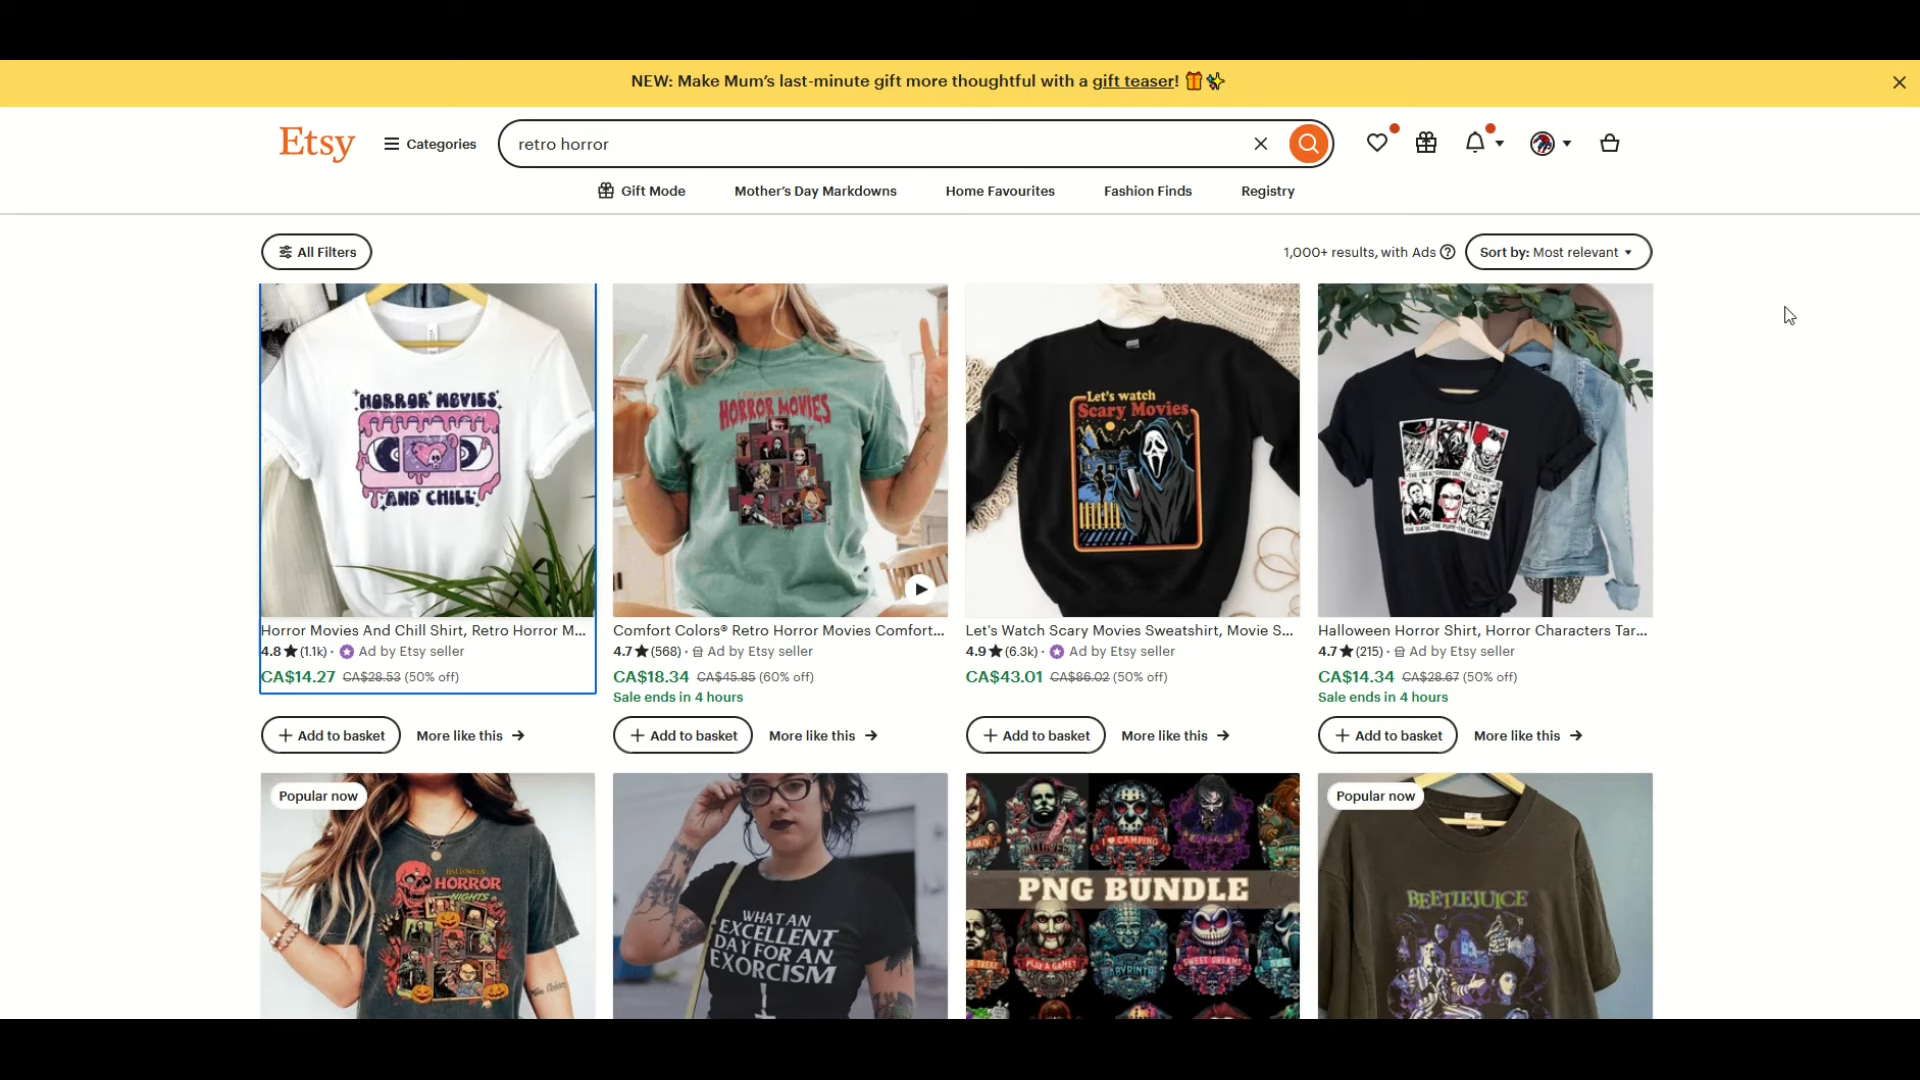 NEW: Make Mum's last-minute gift more thoughtful with a gift teaser! 🎁✨
Etsy
Categories
retro horror
Gift Mode
Mother's Day Markdowns
Home Favourites
Fashion Finds
Registry
All Filters
1,000+ results, with Ads
Sort by: Most relevant
HORROR MOVIES
AND CHILL
HORROR MOVIES
Let's watch
Scary Movies
Horror Movies And Chill Shirt, Retro Horror M...
4.8★(1.1k) · Ad by Etsy seller
CA$14.27 CA$28.53 (50% off)
Comfort Colors® Retro Horror Movies Comfort...
4.7★(568) · Ad by Etsy seller
CA$18.34 CA$45.85 (60% off)
Sale ends in 4 hours
Let's Watch Scary Movies Sweatshirt, Movie S...
4.9★(6.3k) · Ad by Etsy seller
CA$43.01 CA$86.02 (50% off)
Halloween Horror Shirt, Horror Characters Tar...
4.7★(215) · Ad by Etsy seller
CA$14.34 CA$28.67 (50% off)
Sale ends in 4 hours
+ Add to basket
More like this →
+ Add to basket
More like this →
+ Add to basket
More like this →
+ Add to basket
More like this →
Popular now
HALLOWEEN
HORROR
NIGHTS
WHAT AN
EXCELLENT
DAY FOR AN
EXORCISM
I ♥ CAMPING
PNG BUNDLE
PLAY A GAME?
LABYRINTH
SWEET DREAMS
Popular now
BEETLEJUICE